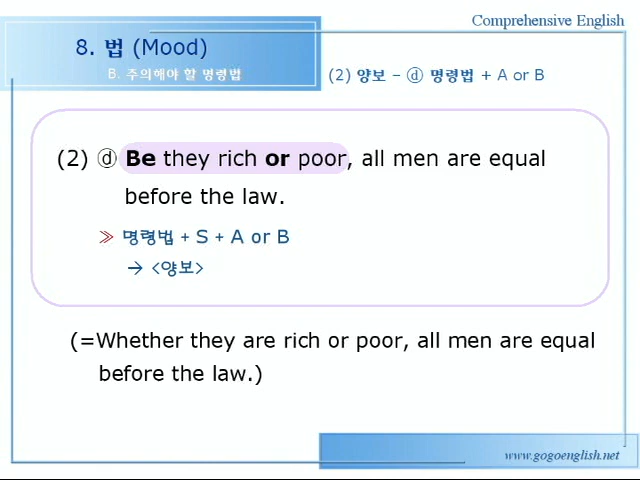 Comprehensive English
8. 법 (Mood)
B. 주의해야 할 명령법
(2) 양보 – ⓓ 명령법 + A or B
(2) ⓓ Be they rich or poor, all men are equal
before the law.
≫ 명령법 + S + A or B
→ <양보>
(=Whether they are rich or poor, all men are equal
before the law.)
www.gogoenglish.net